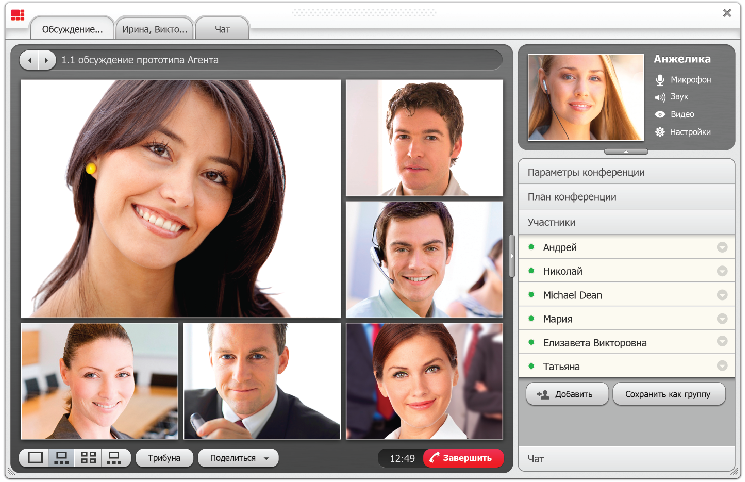 Обсуждение...
Ирина, Викто...
Чат
1.1 обсуждение прототипа Агента
Анжелика
Микрофон
Звук
Видео
Настройки
Параметры конференции
План конференции
Участники
Андрей
Николай
Michael Dean
Мария
Елизавета Викторовна
Татьяна
Добавить
Сохранить как группу
Трибуна
Поделиться
12:49
Завершить
Чат